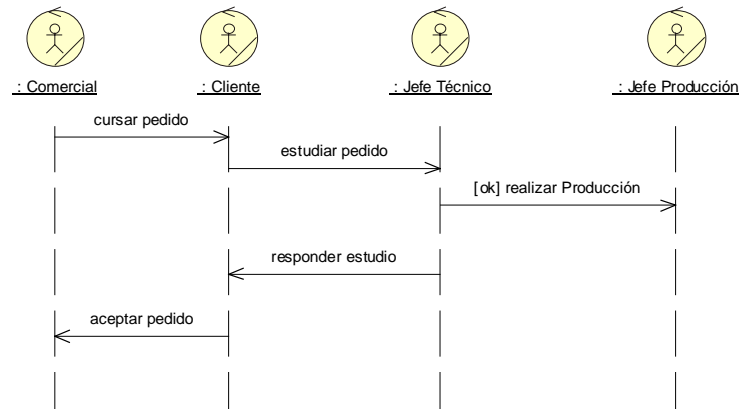 : Comercial
: Cliente
: Jefe Técnico
: Jefe Producción
cursar pedido
estudiar pedido
[ok] realizar Producción
responder estudio
aceptar pedido